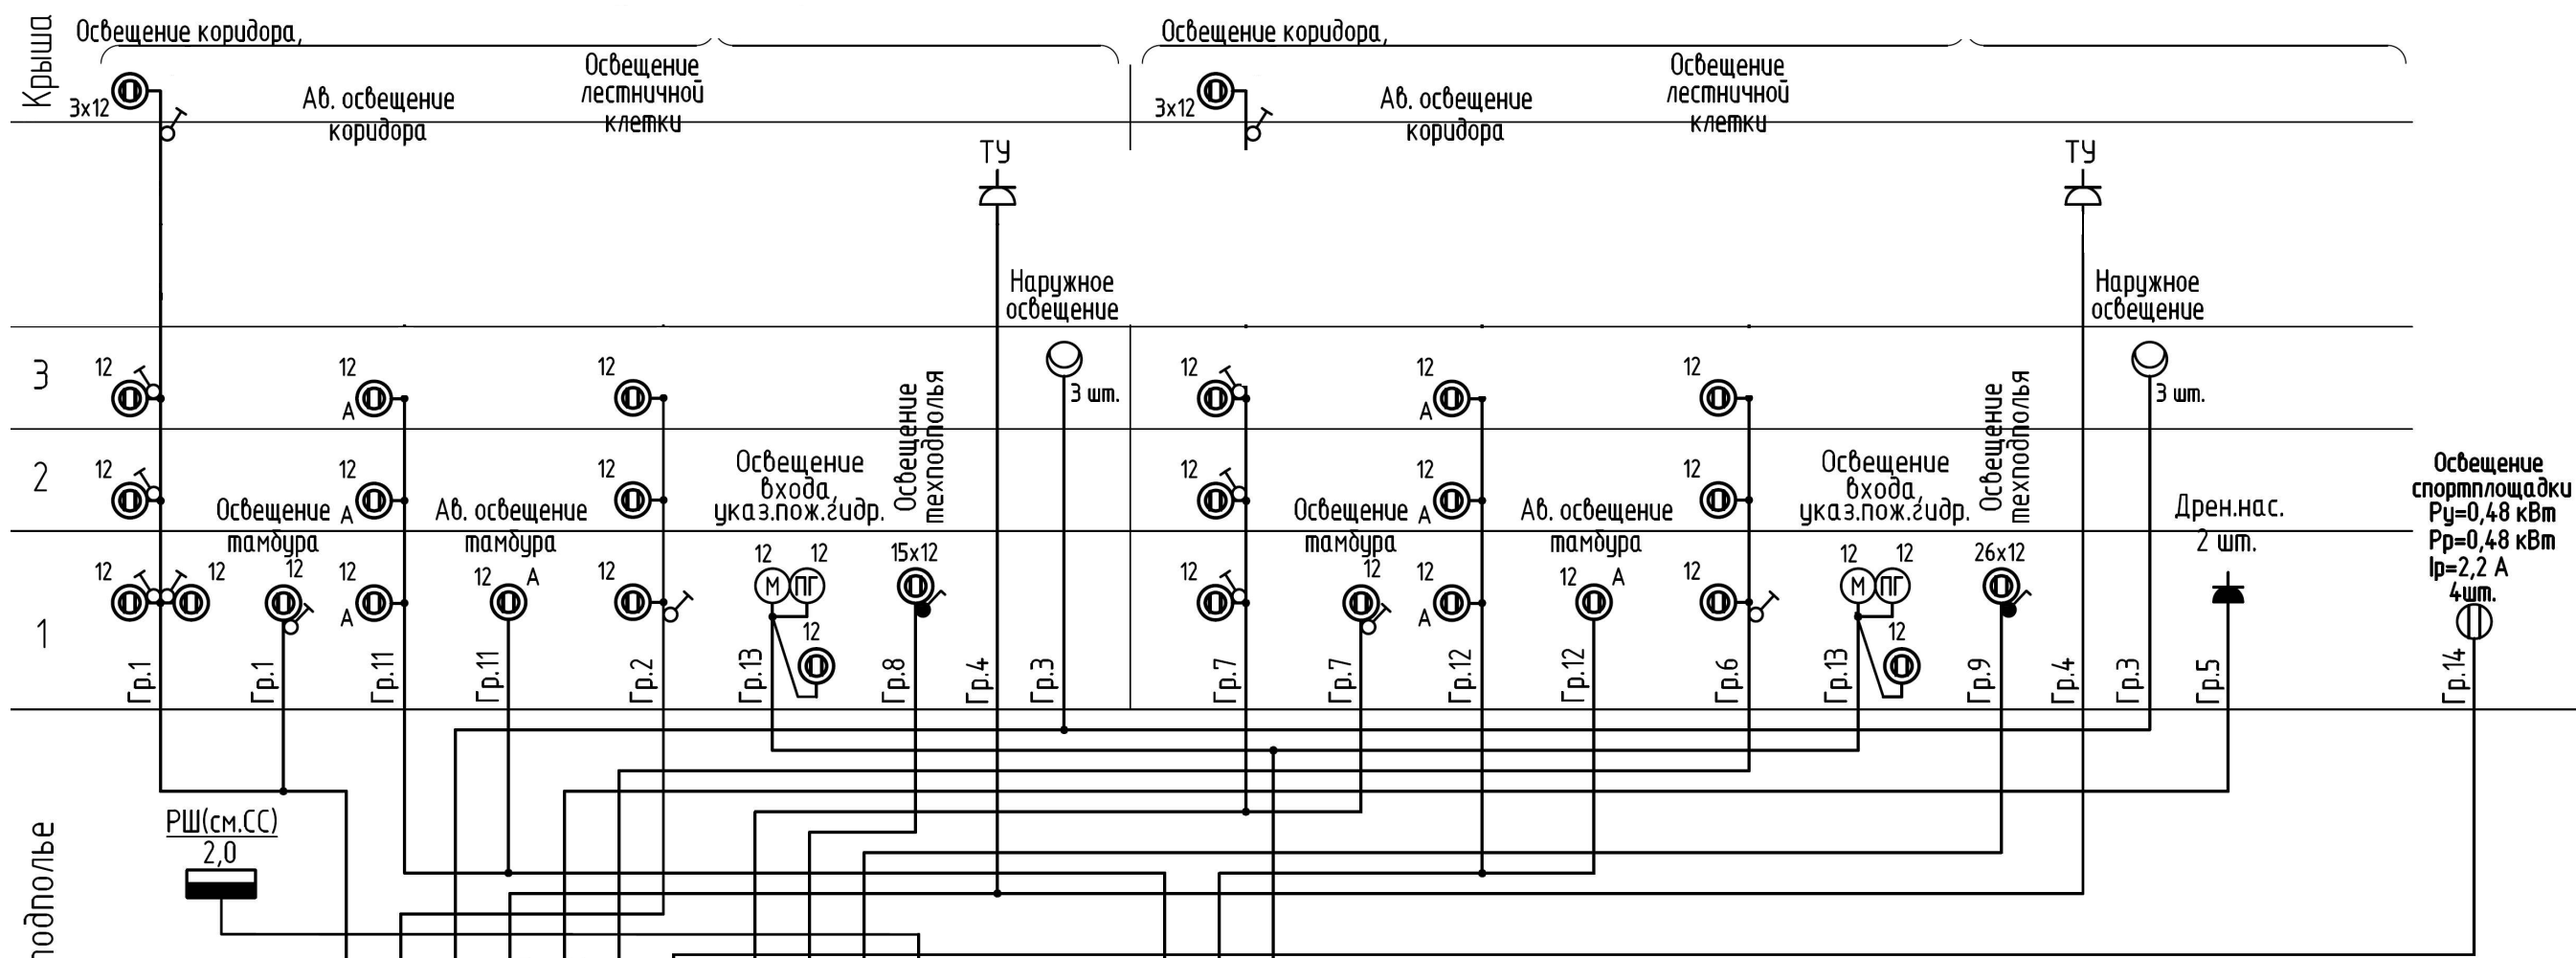 Крыша
Освещение коридора,
Освещение коридора,
3х12
Ав. освещение
коридора
Освещение
лестничной
клетки
3х12
Ав. освещение
коридора
Освещение
лестничной
клетки
ТУ
ТУ
Наружное
освещение
Наружное
освещение
3
12
12
А
12
3 шт.
12
12
А
12
3 шт.
2
12
12
А
12
12
12
А
12
Освещение
тамбура
Ав. освещение
тамбура
Освещение
входа,
указ.пож.гидр.
Освещение
техподполья
Освещение
тамбура
Ав. освещение
тамбура
Освещение
входа,
указ.пож.гидр.
Освещение
техподполья
Дрен.нас.
2 шт.
Освещение
спортплощадки
Ру=0,48 кВт
Рр=0,48 кВт
Iр=2,2 А
4шт.
1
12
12
12
12
А
12 А
12
12
12
М
ПГ
12
15х12
12
12
12
А
12 А
12
12
12
М
ПГ
12
26х12
Гр.1
Гр.1
Гр.11
Гр.11
Гр.2
Гр.13
Гр.8
Гр.4
Гр.3
Гр.7
Гр.7
Гр.12
Гр.12
Гр.6
Гр.13
Гр.9
Гр.4
Гр.3
Гр.5
Гр.14
подполье
РШ(см.СС)
2,0